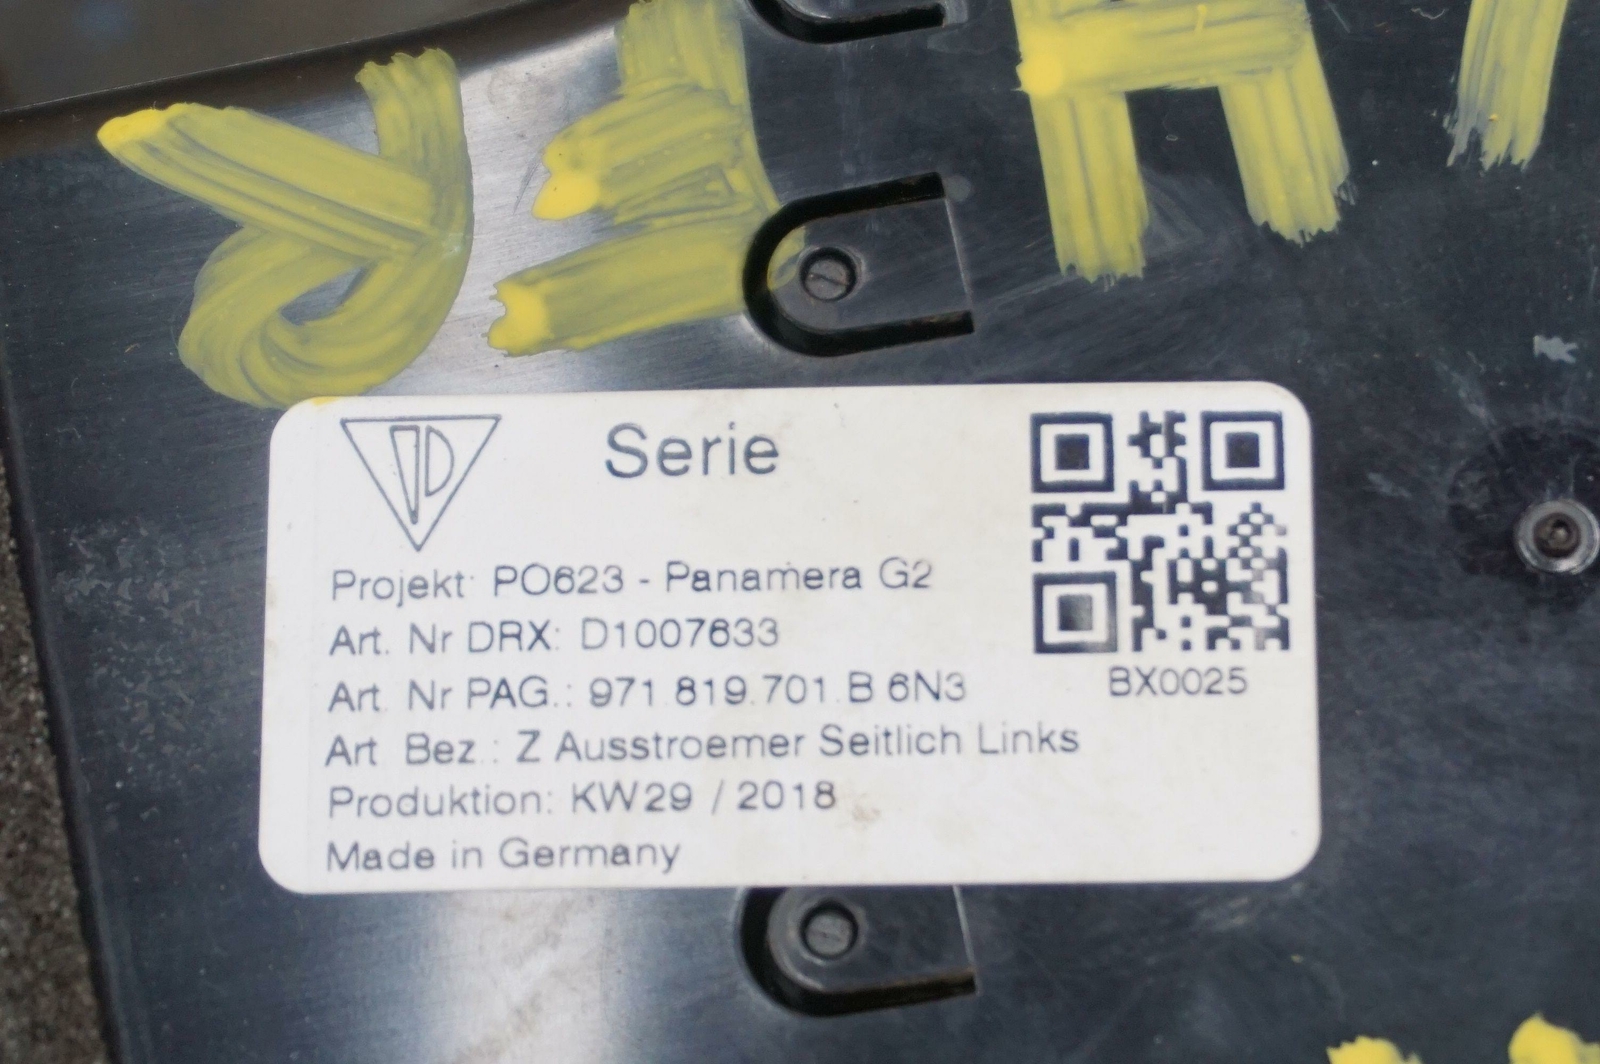 Serie
Projekt: PO623 - Panamera G2
Art. Nr DRX: D1007633
Art. Nr PAG.: 971.819.701.B 6N3
Art. Bez.: Z Ausstroemer Seitlich Links
Produktion: KW29 / 2018
Made in Germany
BX0025